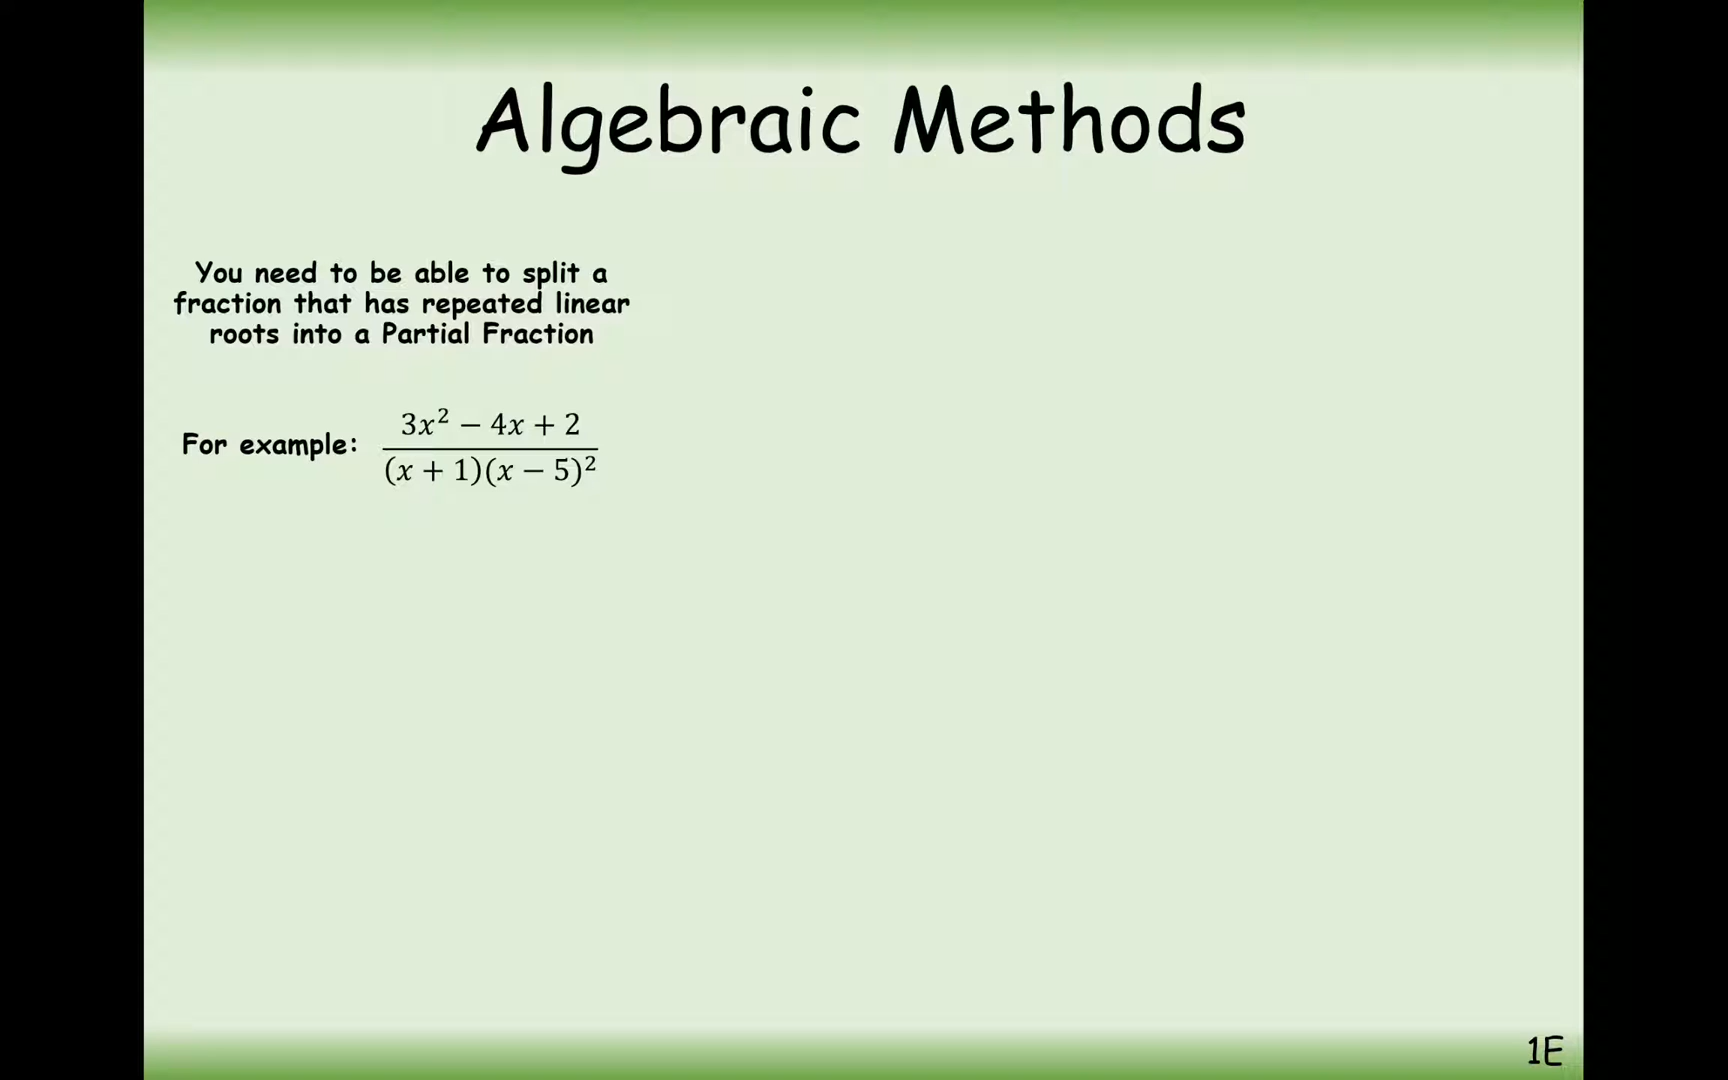 Algebraic Methods
You need to be able to split a
fraction that has repeated linear
roots into a Partial Fraction
For example:
3x² − 4x + 2
(x + 1)(x − 5)²
1E